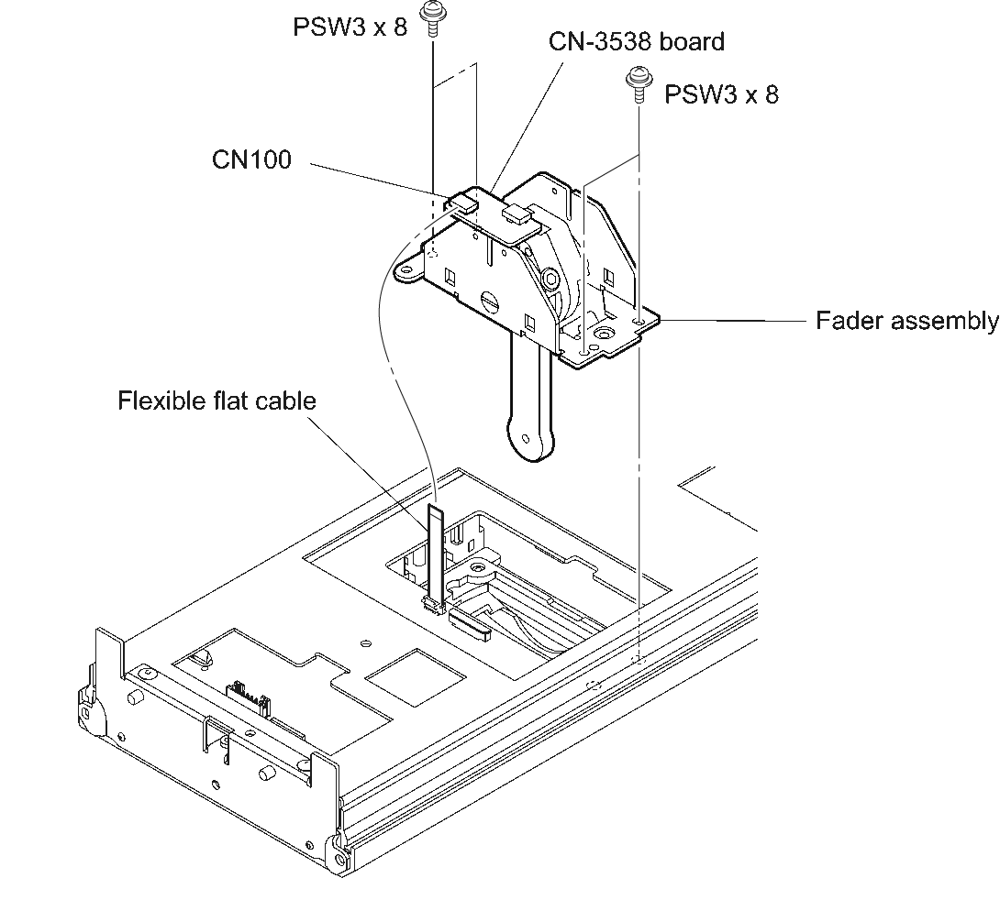 PSW3 x 8
CN-3538 board
PSW3 x 8
CN100
Fader assembly
Flexible flat cable